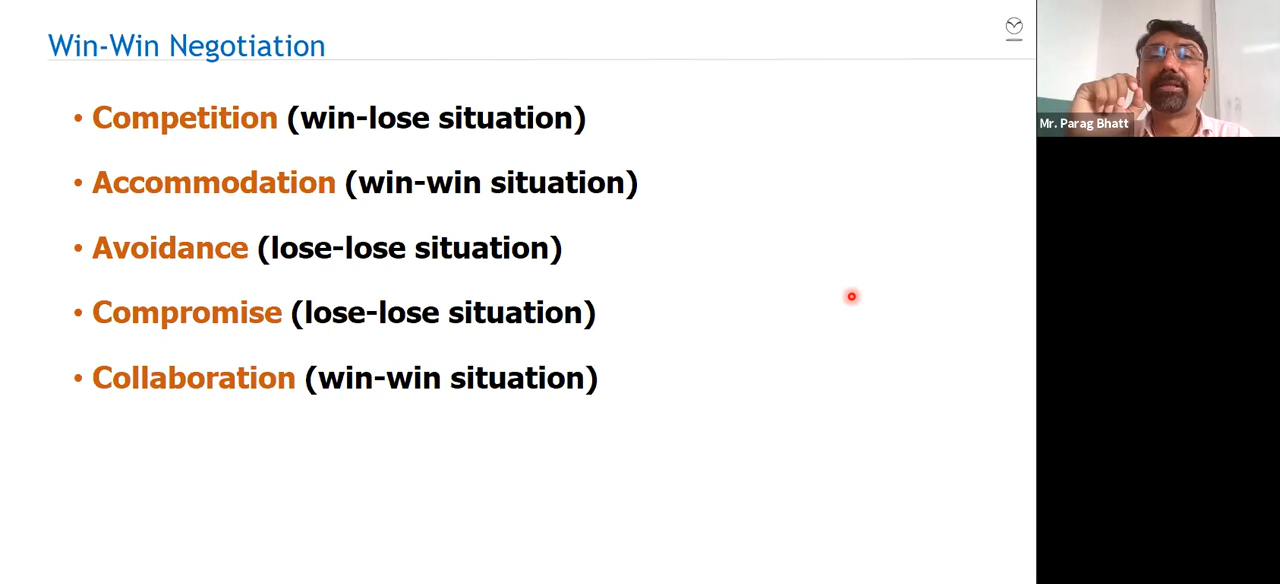 Win-Win Negotiation
• Competition (win-lose situation)
• Accommodation (win-win situation)
• Avoidance (lose-lose situation)
• Compromise (lose-lose situation)
• Collaboration (win-win situation)
Mr. Parag Bhatt